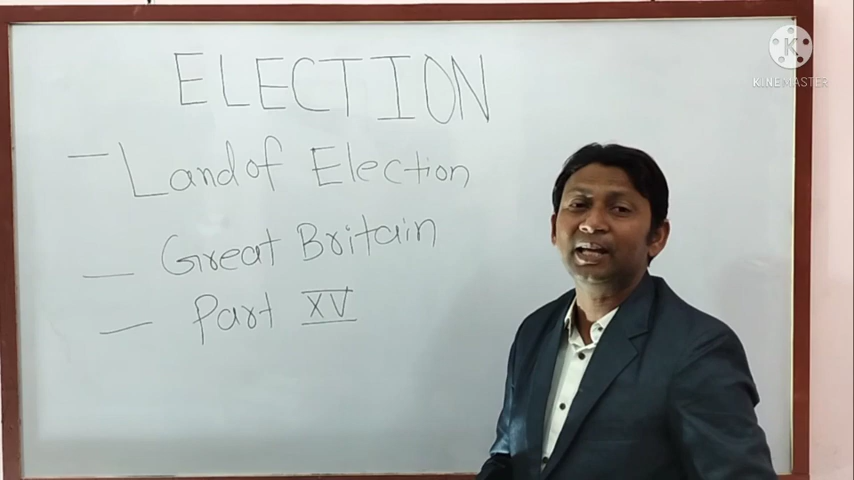 ELECTION
– Land of Election
– Great Britain
– Part XV
K
KINEMASTER